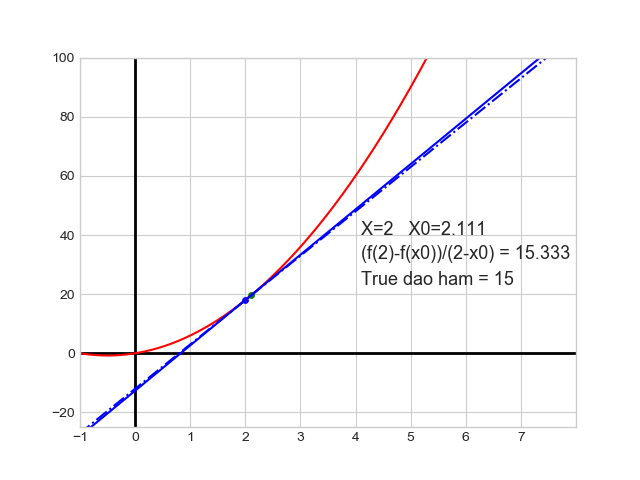 100
80
60
40
20
0
−20
−1 0 1 2 3 4 5 6 7
X=2   X0=2.111
(f(2)-f(x0))/(2-x0) = 15.333
True dao ham = 15